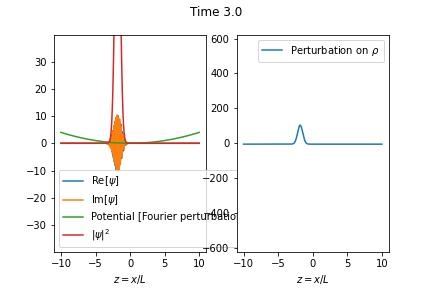 Time 3.0
30
20
10
0
−10
−20
−30
Re[ψ]
Im[ψ]
Potential [Fourier perturbatio
|ψ|²
−10 −5 0 5 10
z = x/L
600
400
200
0
−200
−400
−600
Perturbation on ρ
−10 −5 0 5 10
z = x/L